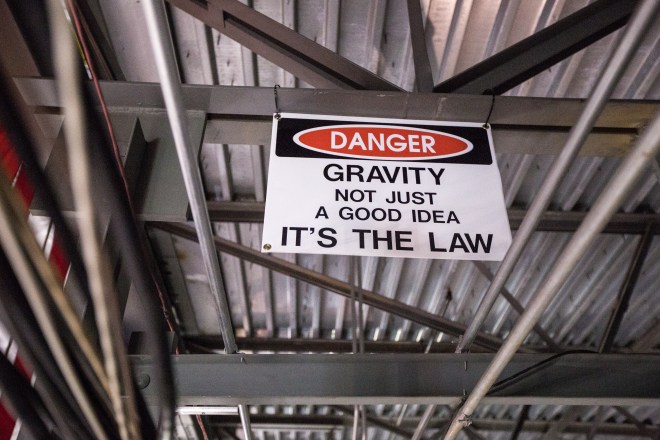 DANGER
GRAVITY
NOT JUST
A GOOD IDEA
IT'S THE LAW